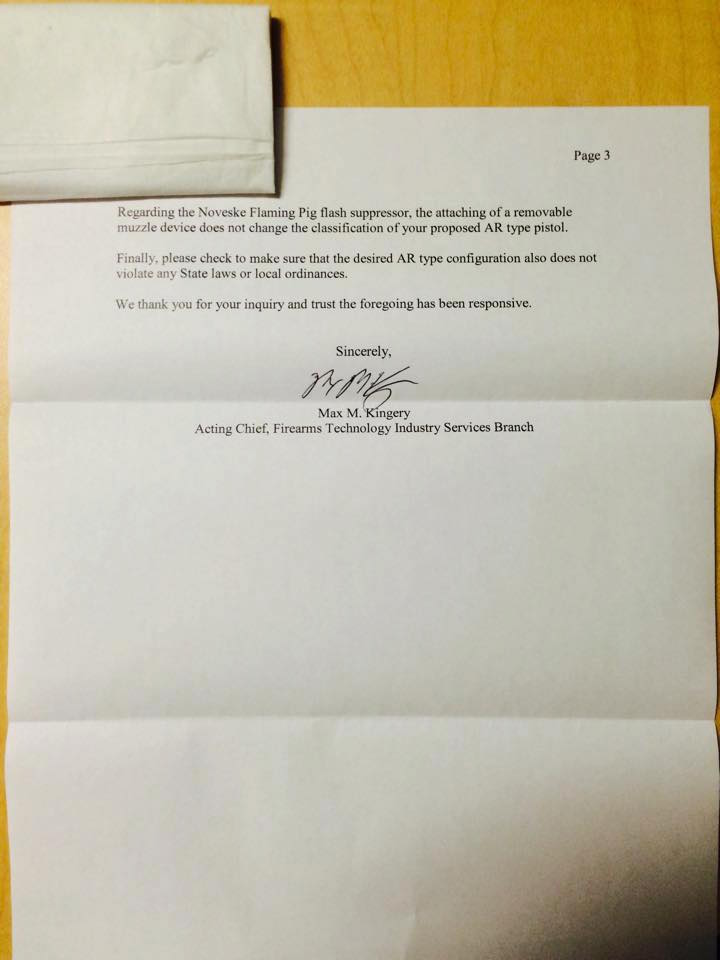 Page 3
Regarding the Noveske Flaming Pig flash suppressor, the attaching of a removable
muzzle device does not change the classification of your proposed AR type pistol.
Finally, please check to make sure that the desired AR type configuration also does not
violate any State laws or local ordinances.
We thank you for your inquiry and trust the foregoing has been responsive.
Sincerely,
Max M. Kingery
Acting Chief, Firearms Technology Industry Services Branch